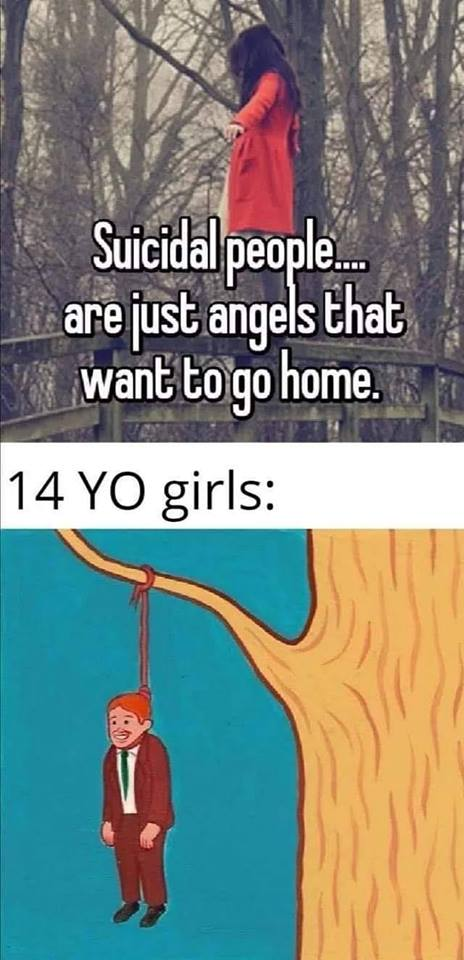 Suicidal people....
are just angels that
want to go home.
14 YO girls: